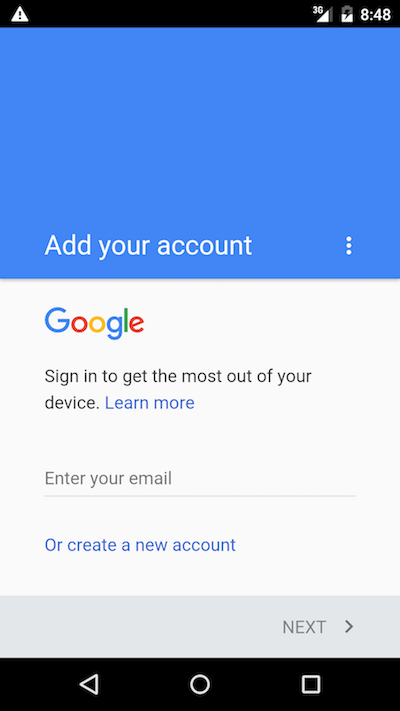 3G 8:48
Add your account
Google
Sign in to get the most out of your
device. Learn more
Enter your email
Or create a new account
NEXT